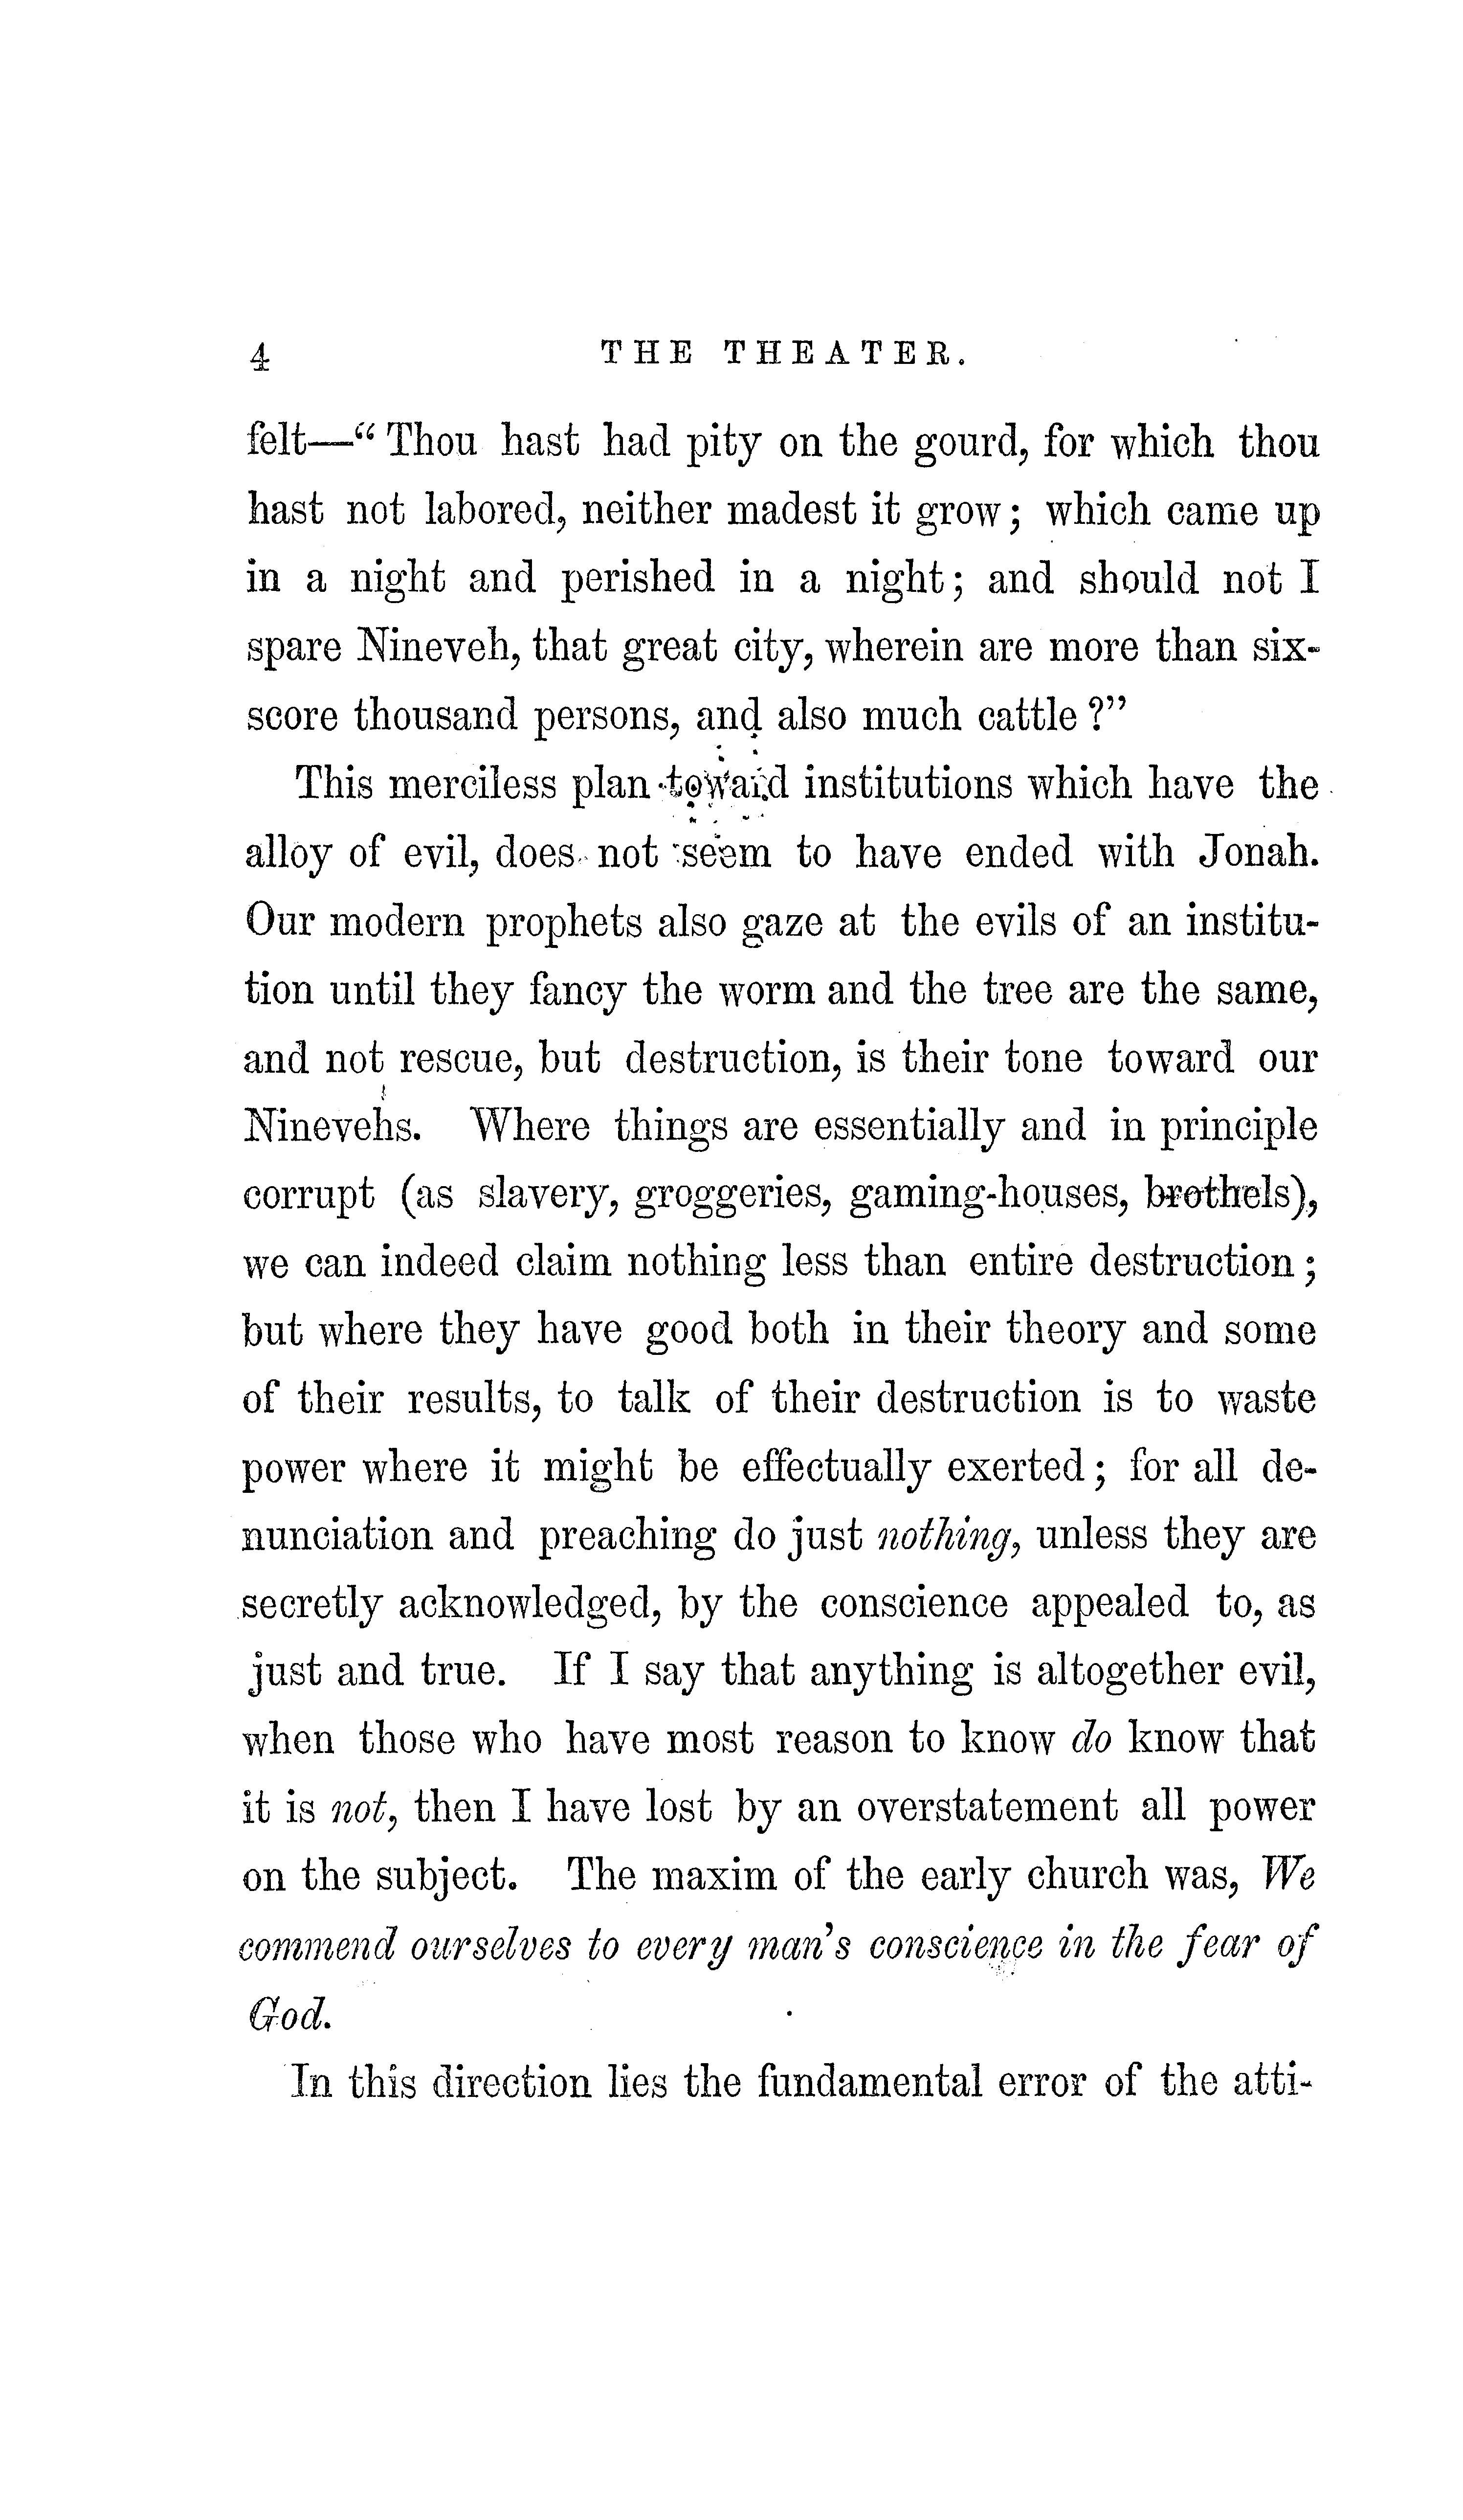 4 THE THEATER.
felt—“Thou hast had pity on the gourd, for which thou
hast not labored, neither madest it grow; which came up
in a night and perished in a night; and should not I
spare Nineveh, that great city, wherein are more than six-
score thousand persons, and also much cattle?”
This merciless plan toward institutions which have the
alloy of evil, does not seem to have ended with Jonah.
Our modern prophets also gaze at the evils of an institu-
tion until they fancy the worm and the tree are the same,
and not rescue, but destruction, is their tone toward our
Ninevehs. Where things are essentially and in principle
corrupt (as slavery, groggeries, gaming-houses, brothels),
we can indeed claim nothing less than entire destruction;
but where they have good both in their theory and some
of their results, to talk of their destruction is to waste
power where it might be effectually exerted; for all de-
nunciation and preaching do just nothing, unless they are
secretly acknowledged, by the conscience appealed to, as
just and true. If I say that anything is altogether evil,
when those who have most reason to know do know that
it is not, then I have lost by an overstatement all power
on the subject. The maxim of the early church was, We
commend ourselves to every man's conscience in the fear of
God.
In this direction lies the fundamental error of the atti-